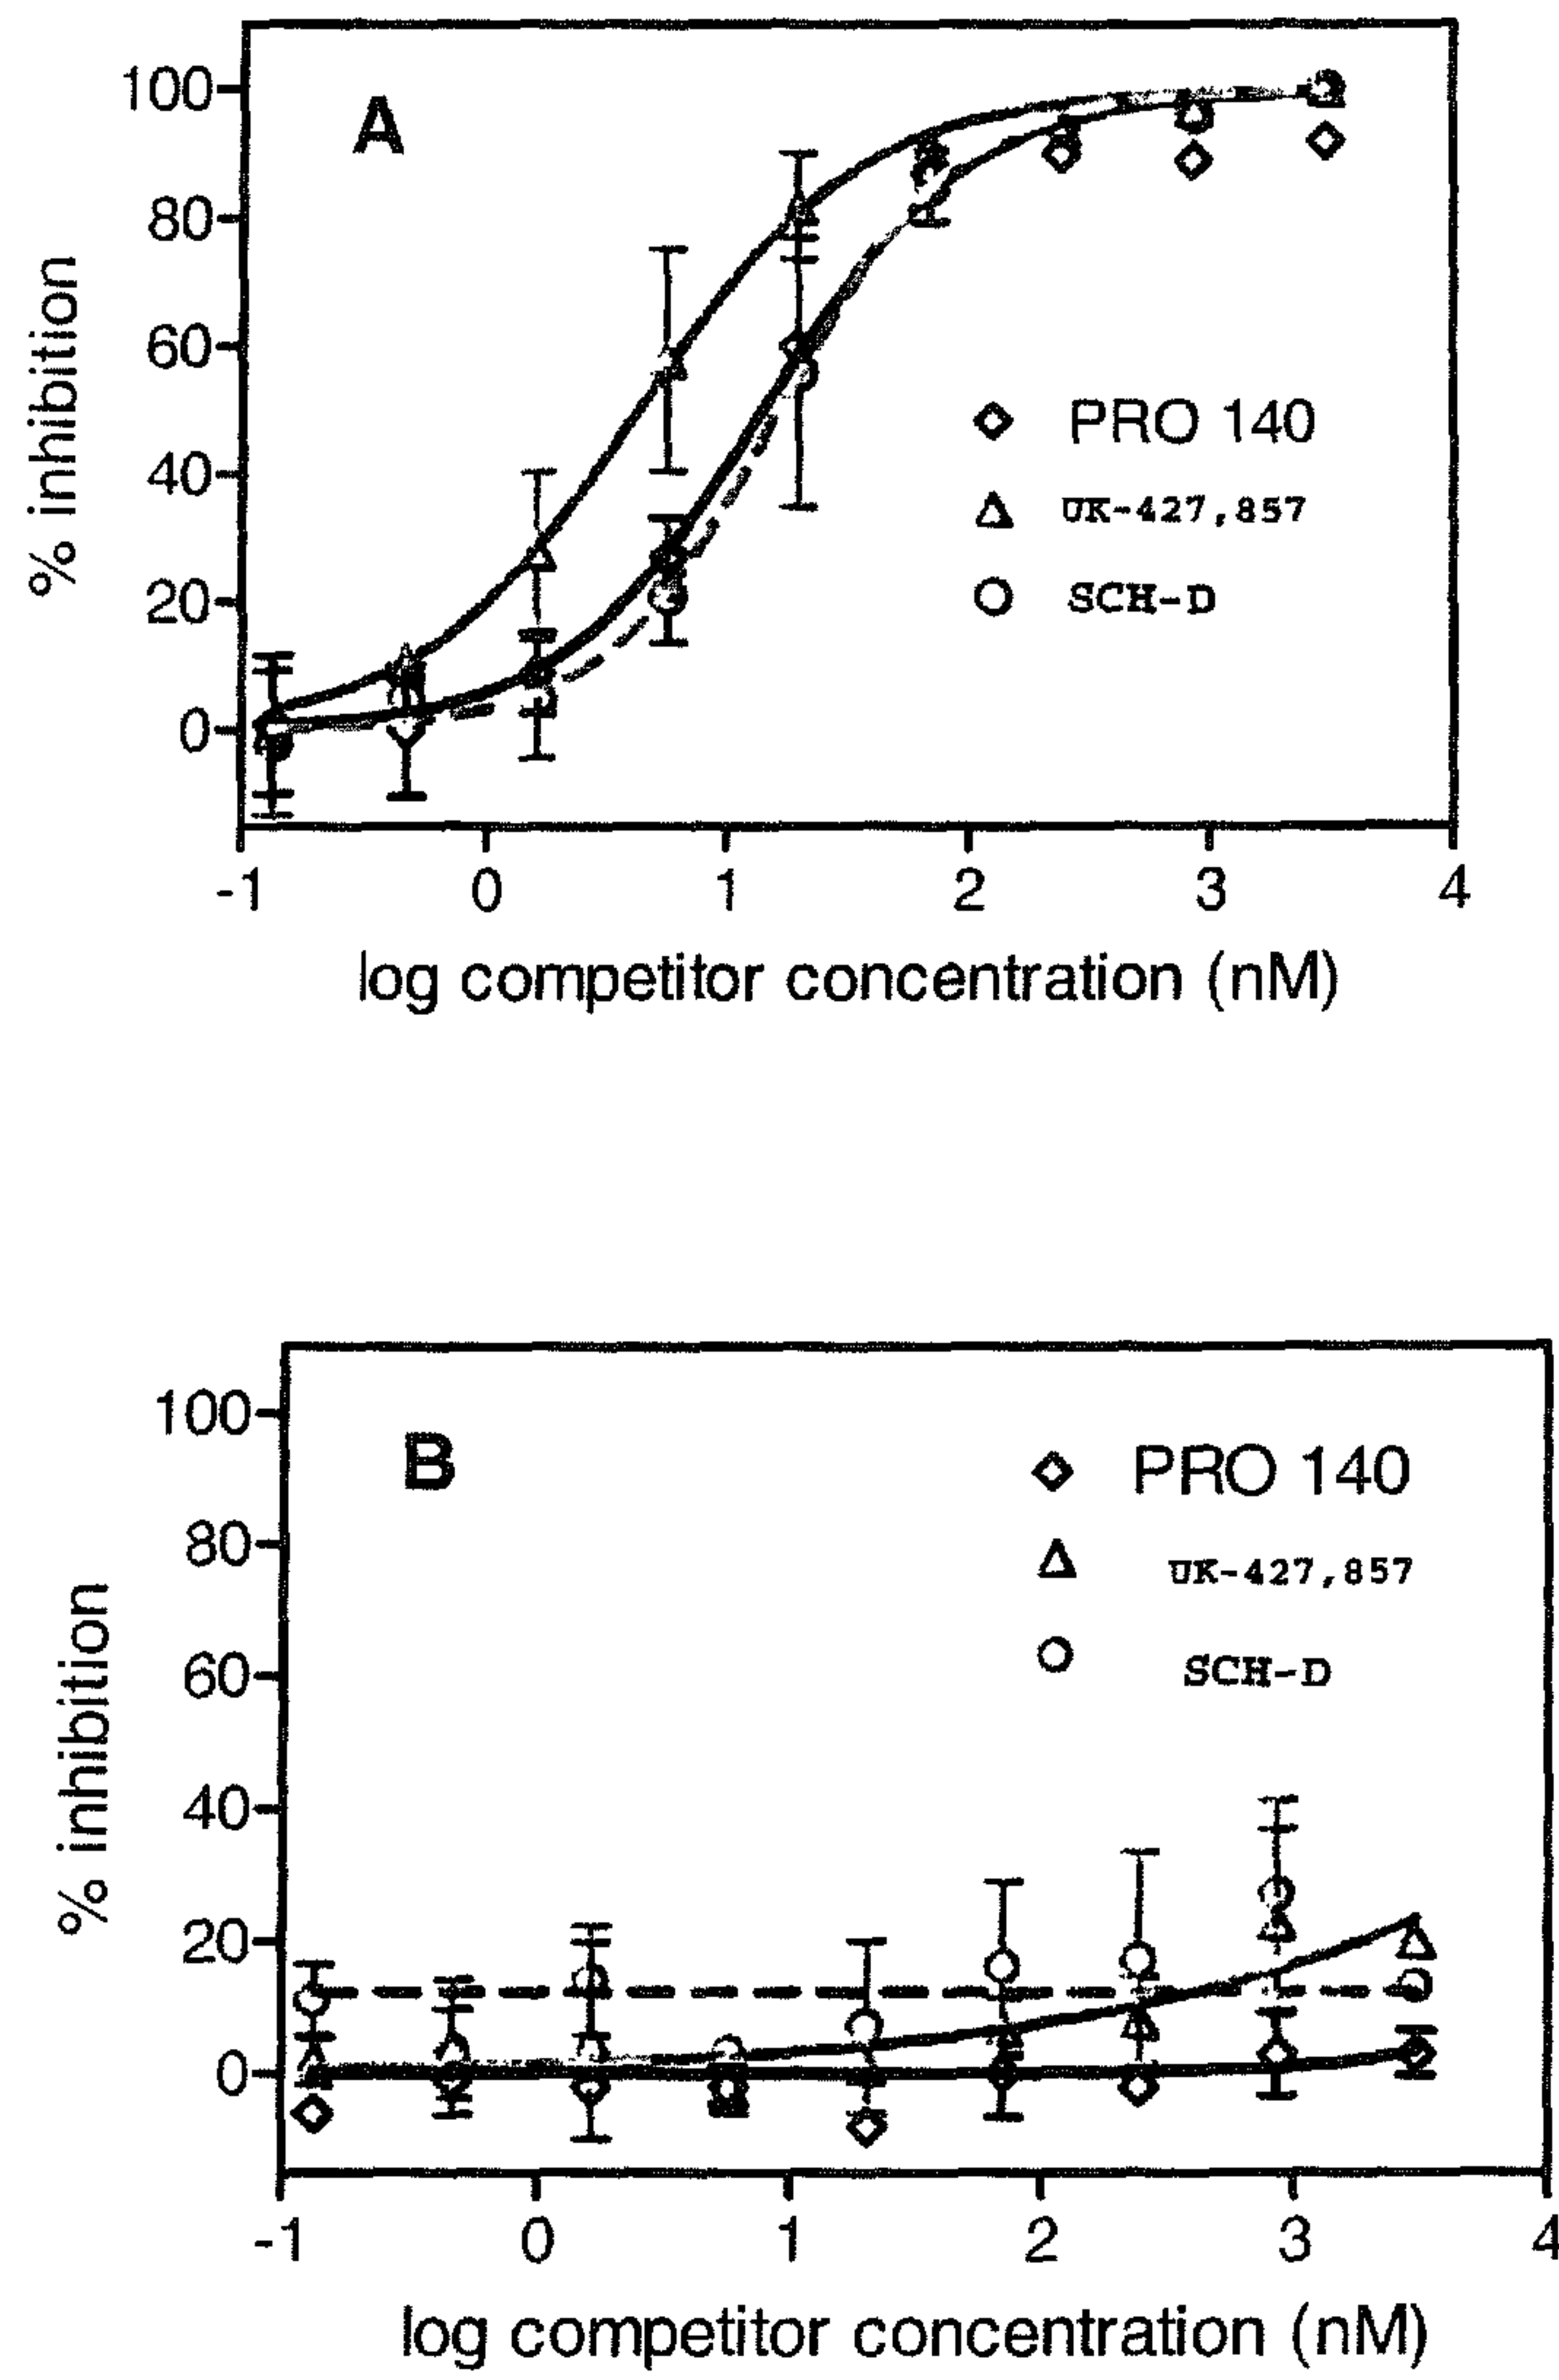 A
100
80
60
40
20
0
% inhibition
PRO 140
UK-427,857
SCH-D
-1 0 1 2 3 4
log competitor concentration (nM)
B
100
80
60
40
20
0
% inhibition
PRO 140
UK-427,857
SCH-D
-1 0 1 2 3 4
log competitor concentration (nM)